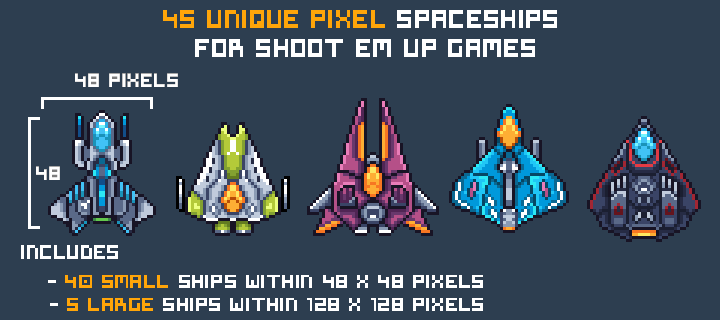 45 UNIQUE PIXEL SPACESHIPS
FOR SHOOT EM UP GAMES
48 PIXELS
48
INCLUDES
- 40 SMALL SHIPS WITHIN 48 X 48 PIXELS
- 5 LARGE SHIPS WITHIN 128 X 128 PIXELS